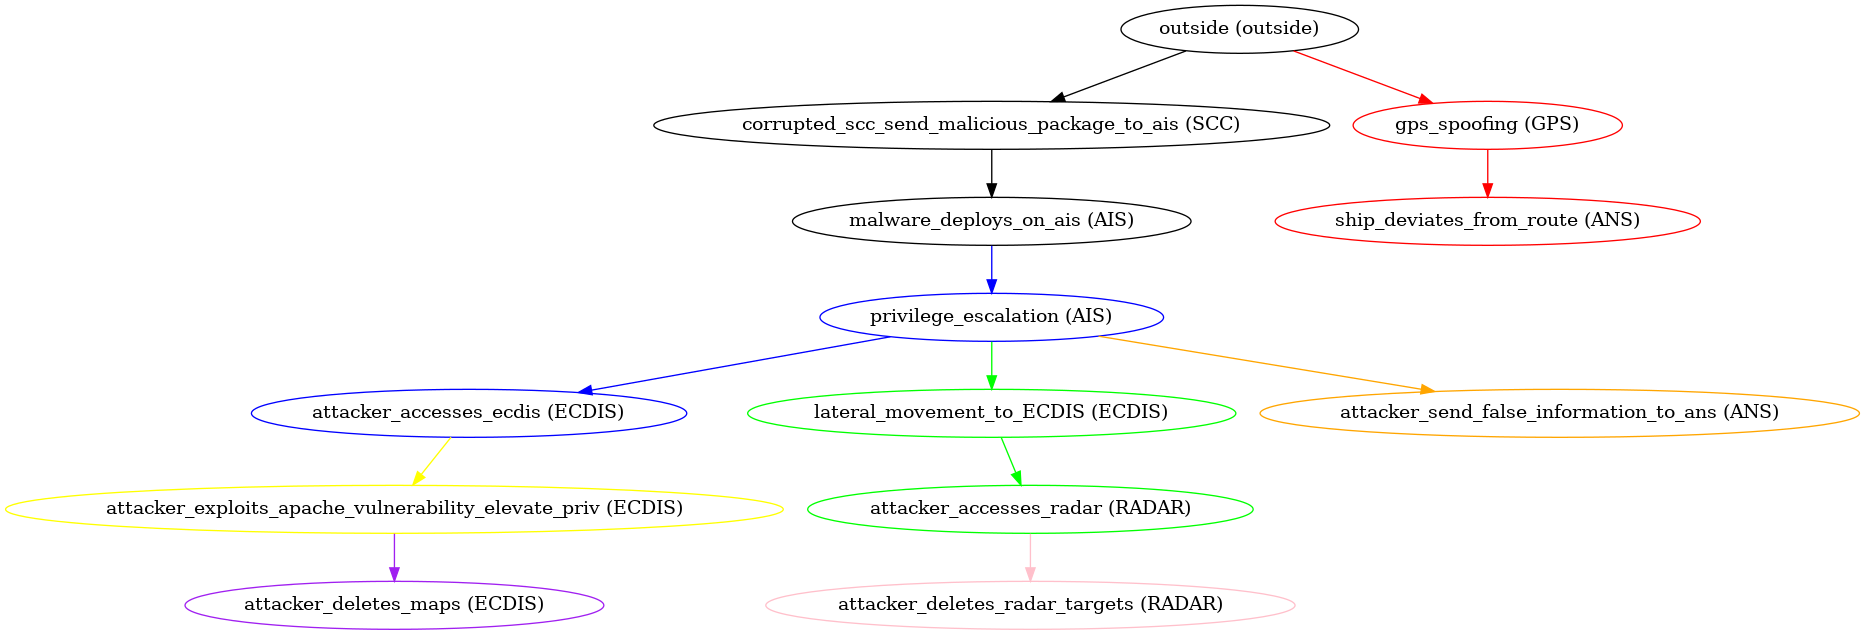 outside (outside)
corrupted_scc_send_malicious_package_to_ais (SCC)
gps_spoofing (GPS)
malware_deploys_on_ais (AIS)
ship_deviates_from_route (ANS)
privilege_escalation (AIS)
attacker_accesses_ecdis (ECDIS)
lateral_movement_to_ECDIS (ECDIS)
attacker_send_false_information_to_ans (ANS)
attacker_exploits_apache_vulnerability_elevate_priv (ECDIS)
attacker_accesses_radar (RADAR)
attacker_deletes_maps (ECDIS)
attacker_deletes_radar_targets (RADAR)